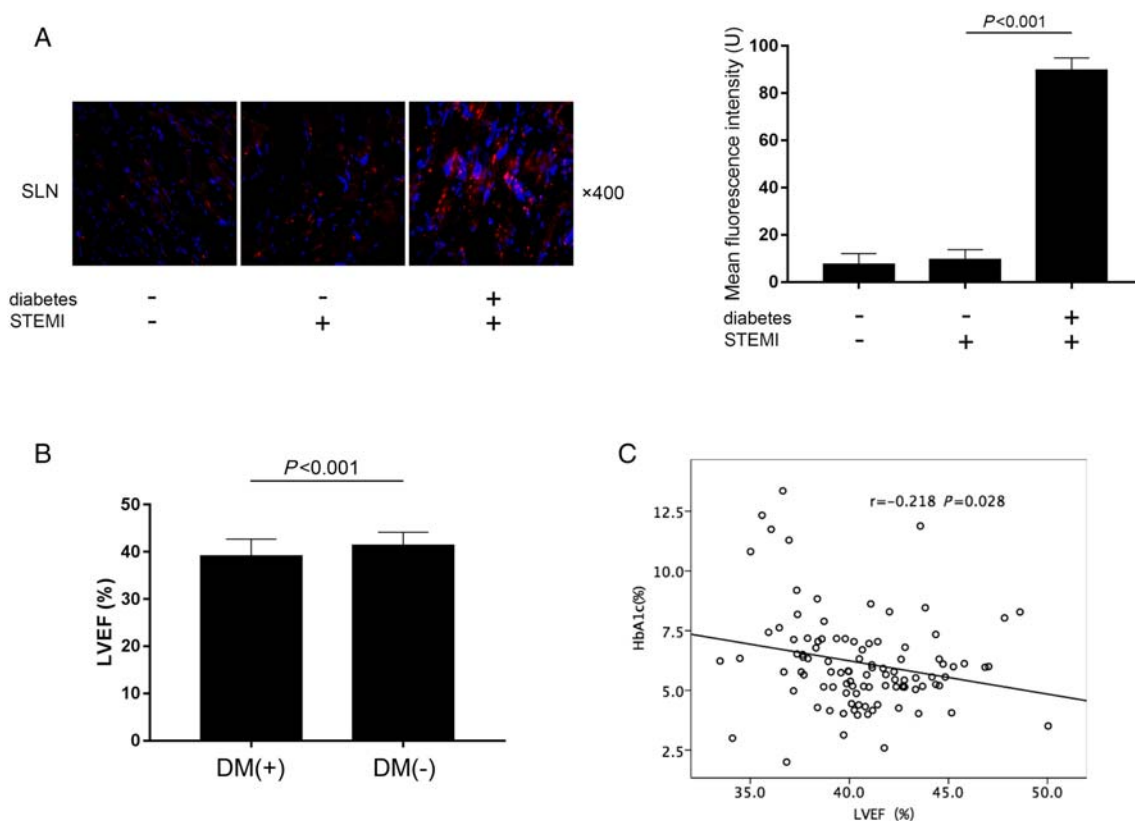 A
SLN
×400
diabetes - - +
STEMI - + +
P<0.001
Mean fluorescence intensity (U)
100
80
60
40
20
0
diabetes - - +
STEMI - + +
B
P<0.001
LVEF (%)
50
40
30
20
10
0
DM(+) DM(-)
C
r=-0.218 P=0.028
HbA1c(%)
12.5
10.0
7.5
5.0
2.5
35.0 40.0 45.0 50.0
LVEF (%)